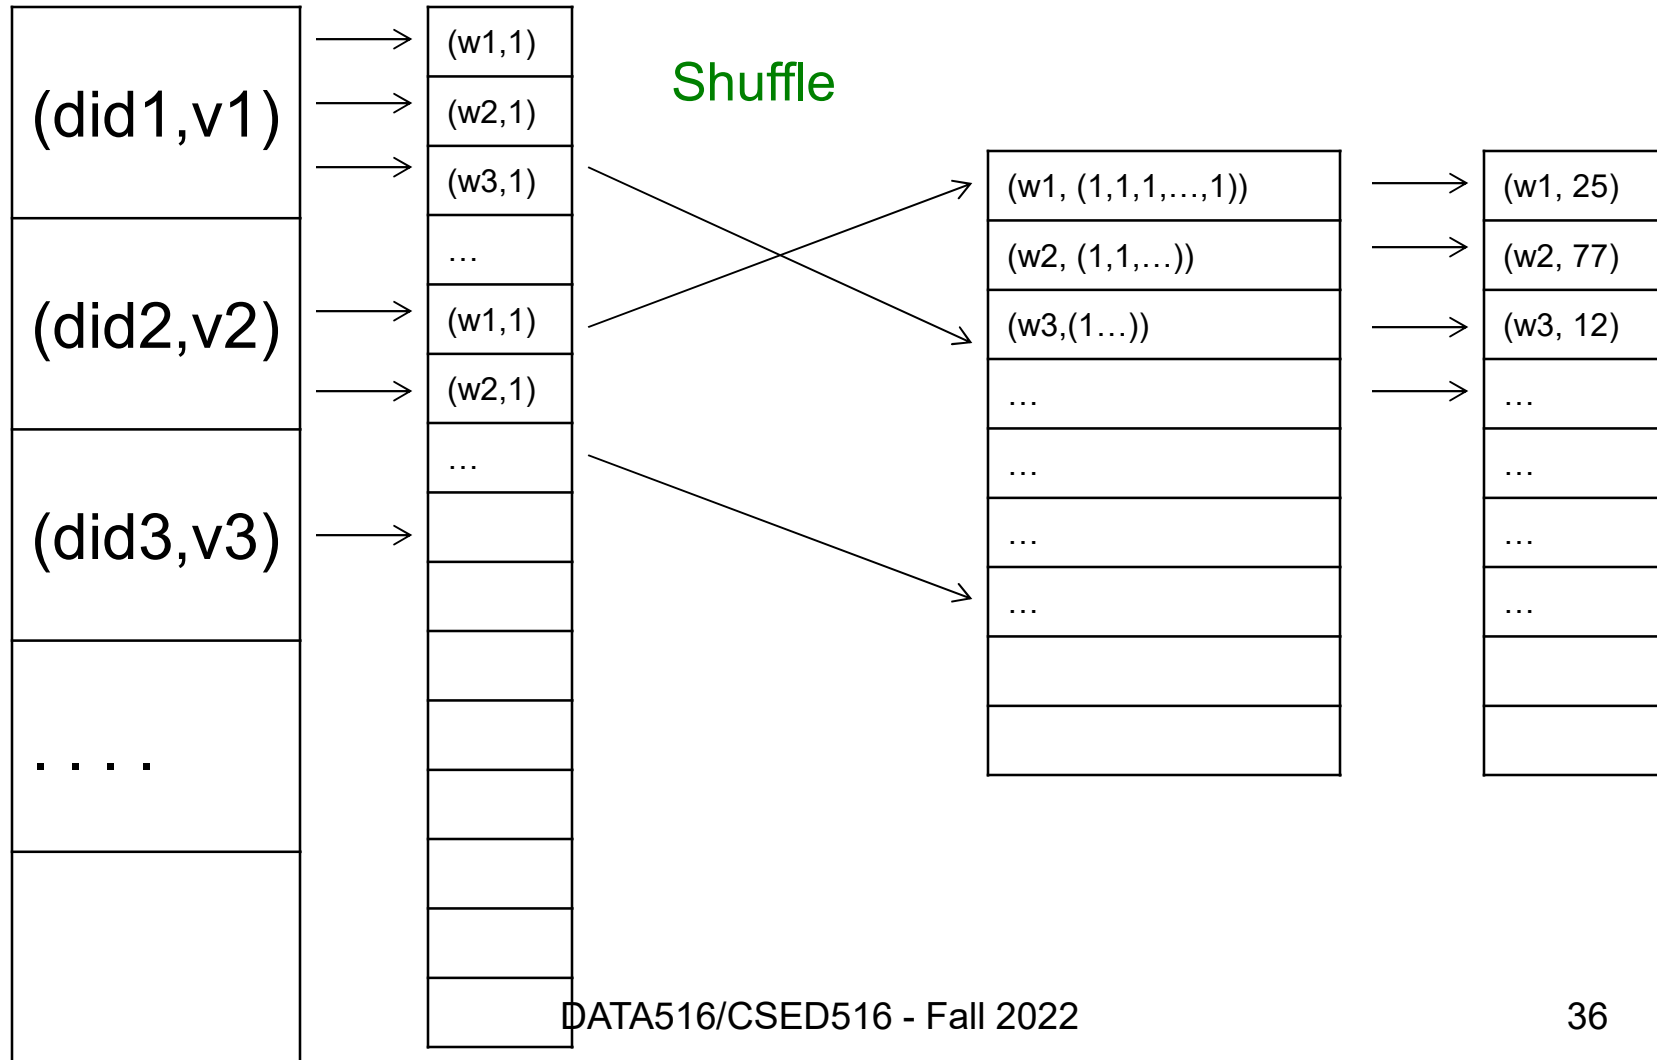 (did1,v1)
(did2,v2)
(did3,v3)
. . . .
(w1,1)
(w2,1)
(w3,1)
…
(w1,1)
(w2,1)
…
Shuffle
(w1, (1,1,1,…,1))
(w2, (1,1,…))
(w3,(1…))
…
…
…
…
(w1, 25)
(w2, 77)
(w3, 12)
…
…
…
…
DATA516/CSED516 - Fall 2022
36